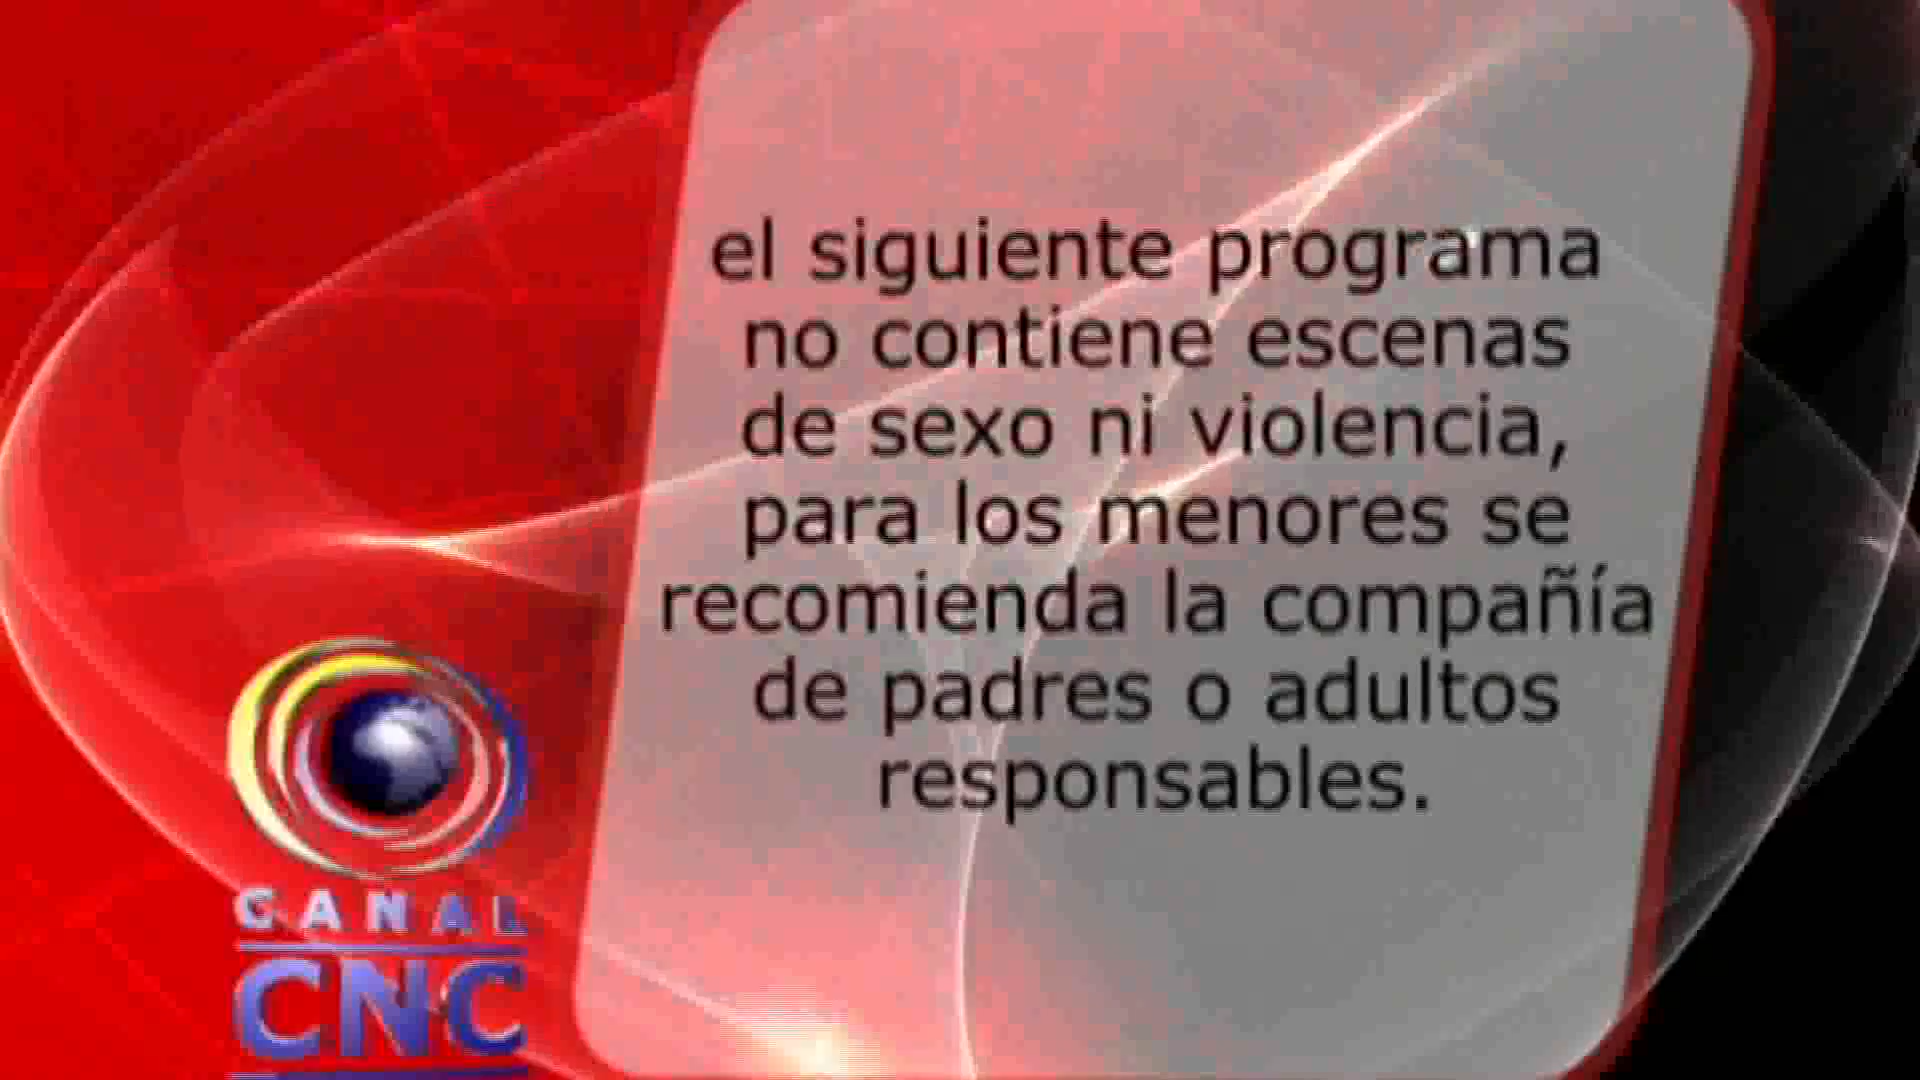 el siguiente programa
no contiene escenas
de sexo ni violencia,
para los menores se
recomienda la compañía
de padres o adultos
responsables.
CANAL
CNC